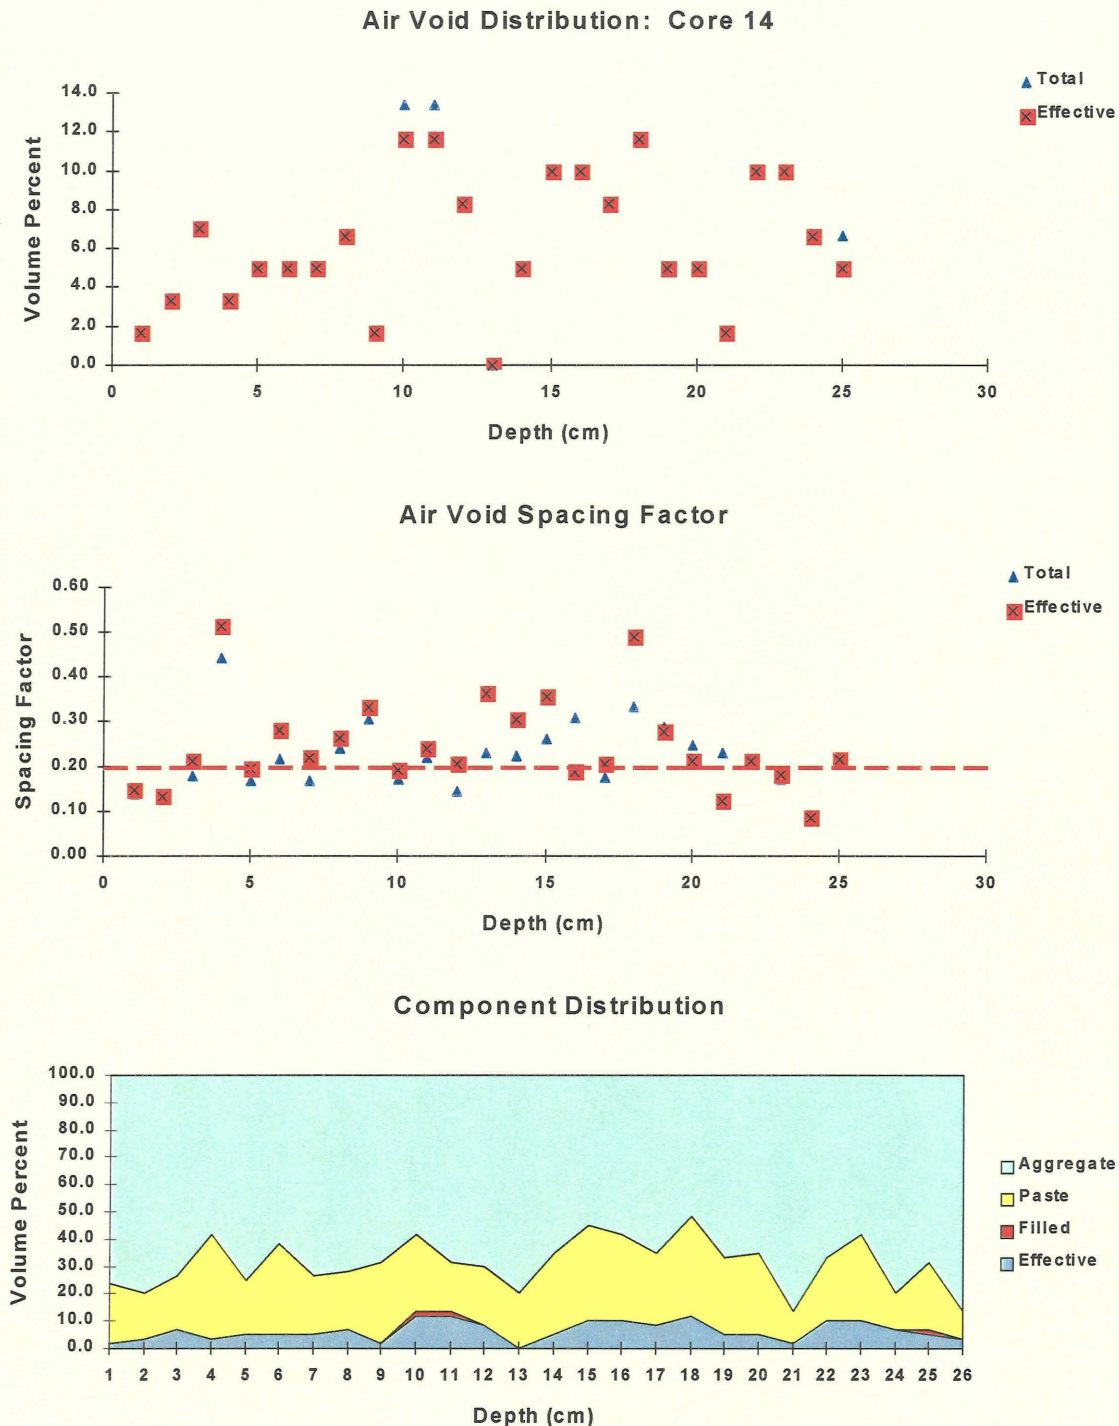 Air Void Distribution: Core 14
Total
Effective
14.0
12.0
10.0
8.0
6.0
4.0
2.0
0.0
Volume Percent
0 5 10 15 20 25 30
Depth (cm)
Air Void Spacing Factor
Total
Effective
0.60
0.50
0.40
0.30
0.20
0.10
0.00
Spacing Factor
0 5 10 15 20 25 30
Depth (cm)
Component Distribution
100.0
90.0
80.0
70.0
60.0
50.0
40.0
30.0
20.0
10.0
0.0
Volume Percent
Aggregate
Paste
Filled
Effective
1 2 3 4 5 6 7 8 9 10 11 12 13 14 15 16 17 18 19 20 21 22 23 24 25 26
Depth (cm)